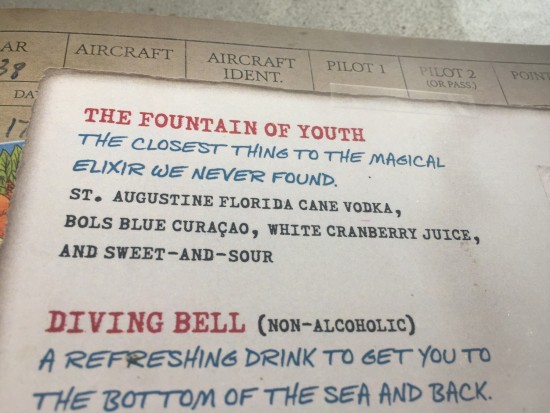 AR AIRCRAFT AIRCRAFT IDENT. PILOT 1 PILOT 2 (OR PASS.) POINT
38
DA
17
THE FOUNTAIN OF YOUTH
THE CLOSEST THING TO THE MAGICAL
ELIXIR WE NEVER FOUND.
ST. AUGUSTINE FLORIDA CANE VODKA,
BOLS BLUE CURAÇAO, WHITE CRANBERRY JUICE,
AND SWEET-AND-SOUR
DIVING BELL (NON-ALCOHOLIC)
A REFRESHING DRINK TO GET YOU TO
THE BOTTOM OF THE SEA AND BACK.